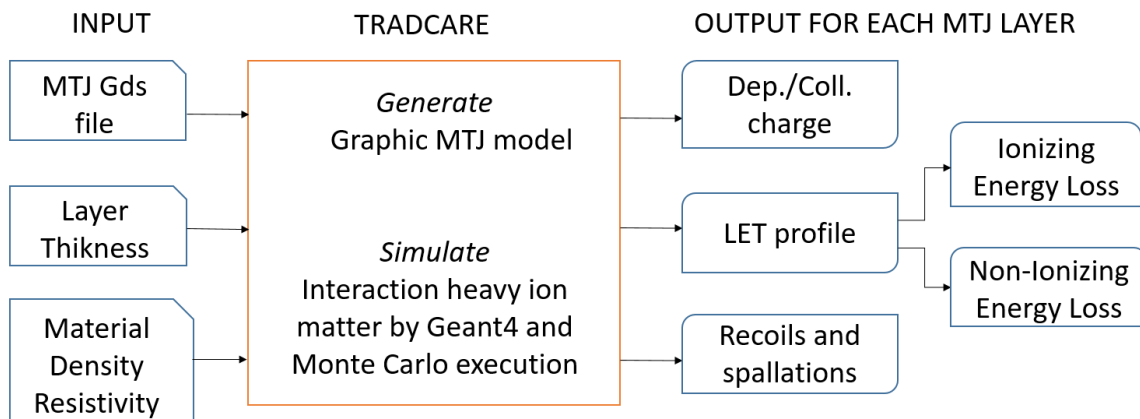 INPUT
TRADCARE
OUTPUT FOR EACH MTJ LAYER
MTJ Gds
file
Layer
Thikness
Material
Density
Resistivity
Generate
Graphic MTJ model
Simulate
Interaction heavy ion
matter by Geant4 and
Monte Carlo execution
Dep./Coll.
charge
LET profile
Recoils and
spallations
Ionizing
Energy Loss
Non-Ionizing
Energy Loss